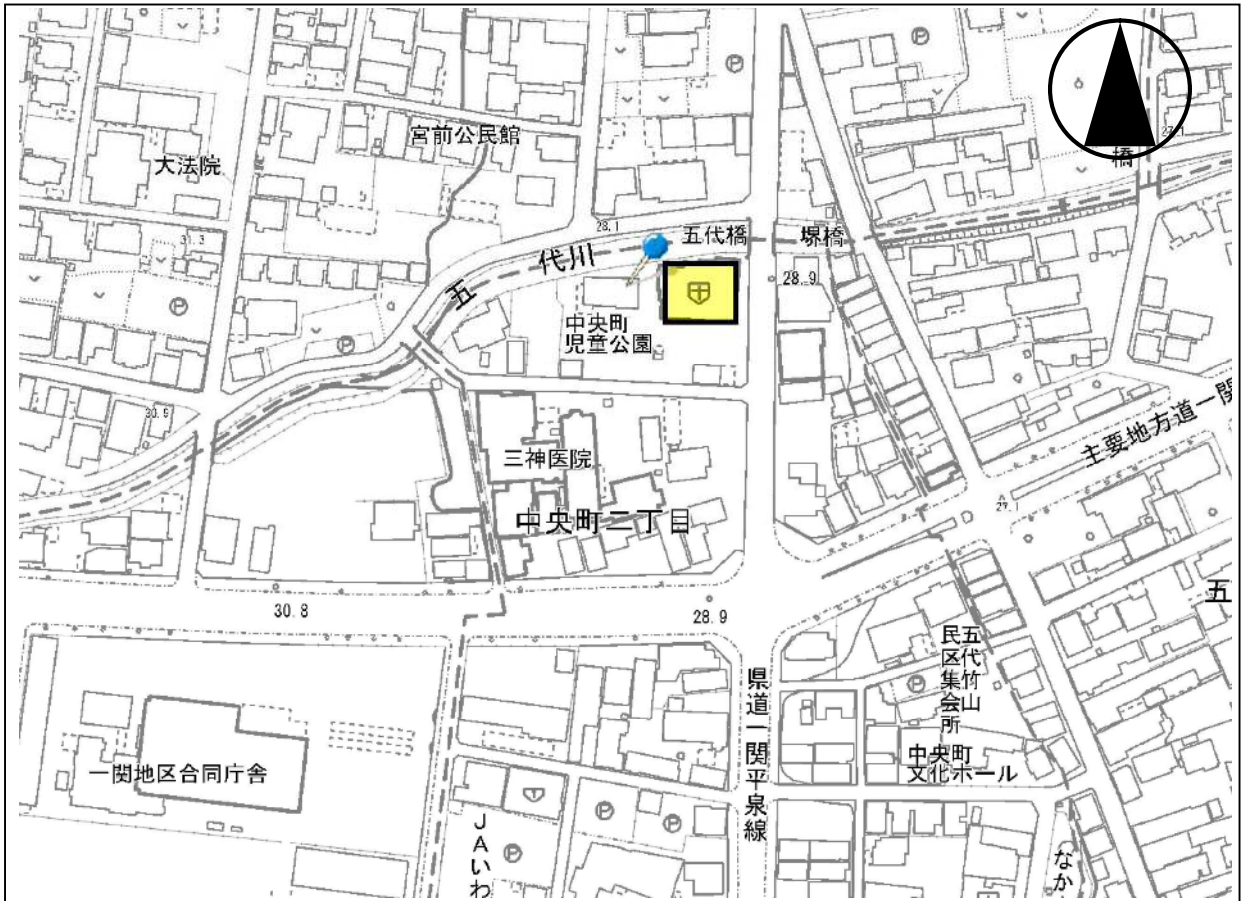 宮前公民館
大法院
27.1
橋
31.3
28.1
五代橋
堺橋
五代川
28.9
中央町
児童公園
30.5
主要地方道一関
三神医院
中央町二丁目
27.1
30.8
28.9
五
五代竹山
民区集会所
県道一関平泉線
中央町
文化ホール
一関地区合同庁舎
JAいわ
なか
P
P
P
P
P
P
P
P